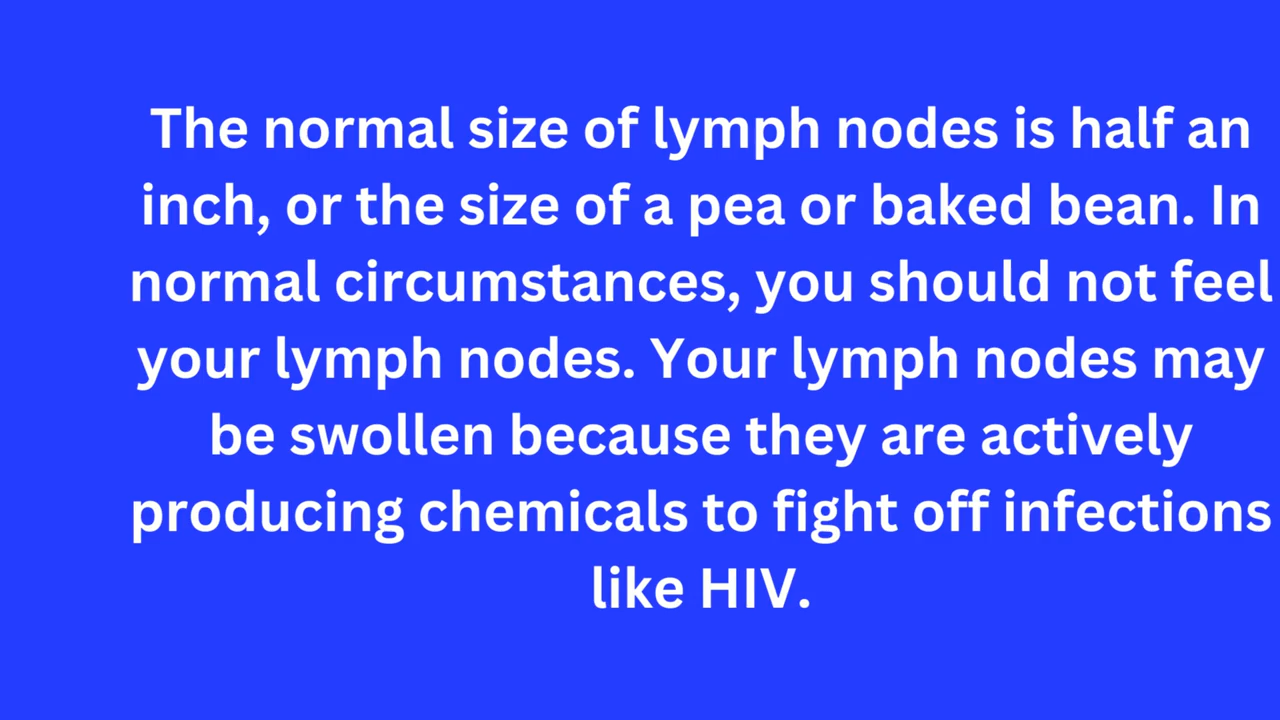 The normal size of lymph nodes is half an
inch, or the size of a pea or baked bean. In
normal circumstances, you should not feel
your lymph nodes. Your lymph nodes may
be swollen because they are actively
producing chemicals to fight off infections
like HIV.